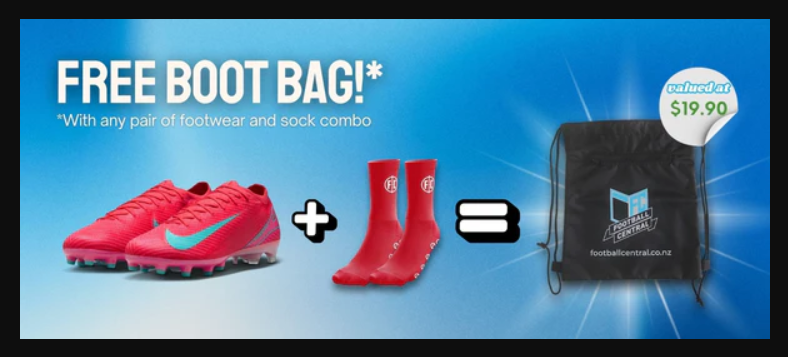 FREE BOOT BAG!*
*With any pair of footwear and sock combo
valued at
$19.90
FC
FC
+
=
FC
FOOTBALL
CENTRAL
footballcentral.co.nz